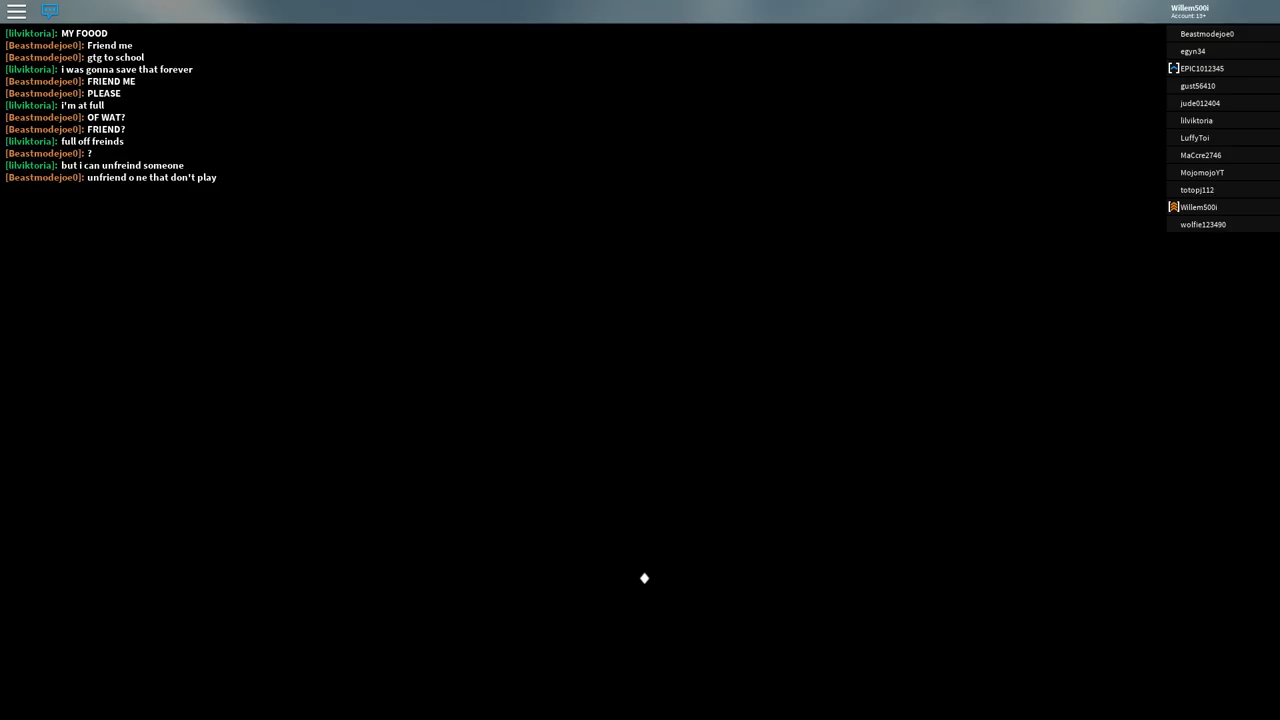 Willem500i
Account: 13+
[lilviktoria]: MY FOOOD
[Beastmodejoe0]: Friend me
[Beastmodejoe0]: gtg to school
[lilviktoria]: i was gonna save that forever
[Beastmodejoe0]: FRIEND ME
[Beastmodejoe0]: PLEASE
[lilviktoria]: i'm at full
[Beastmodejoe0]: OF WAT?
[Beastmodejoe0]: FRIEND?
[lilviktoria]: full off freinds
[Beastmodejoe0]: ?
[lilviktoria]: but i can unfreind someone
[Beastmodejoe0]: unfriend o ne that don't play
Beastmodejoe0
egyn34
EPIC1012345
gust56410
jude012404
lilviktoria
LuffyToi
MaCcre2746
MojomojoYT
totopj112
Willem500i
wolfie123490